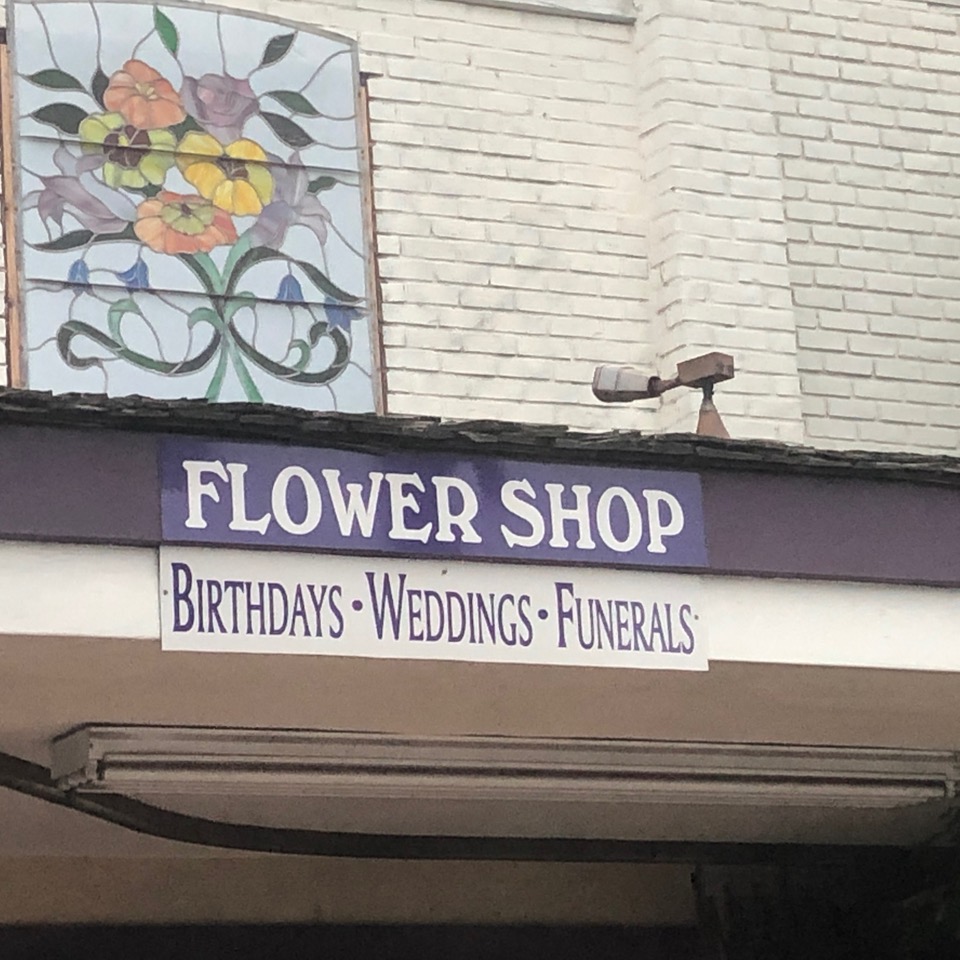 FLOWER SHOP
BIRTHDAYS • WEDDINGS • FUNERALS